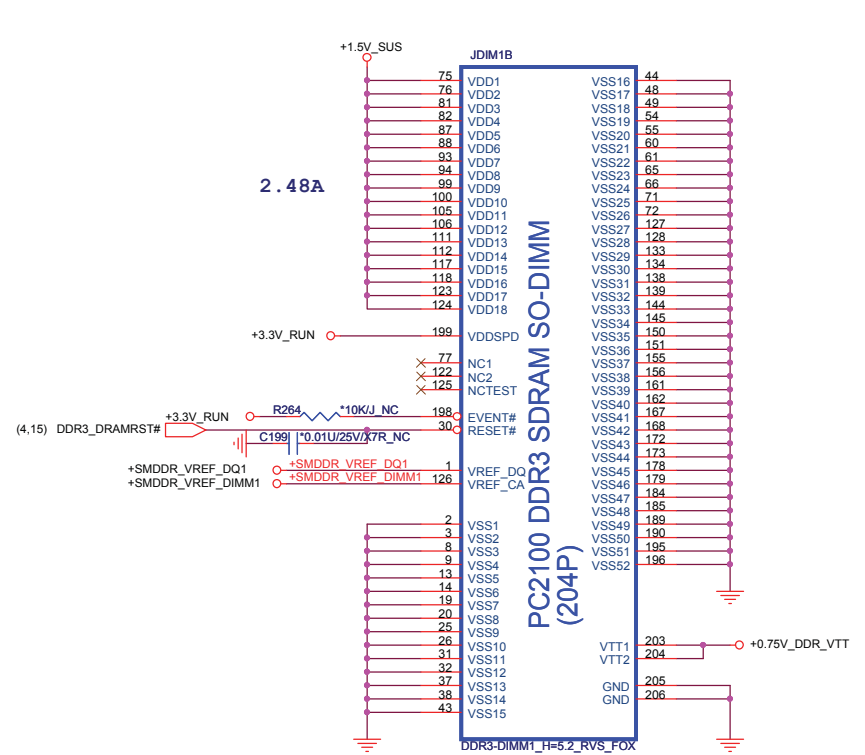 +1.5V_SUS
JDIM1B
75 VDD1 VSS16 44
76 VDD2 VSS17 48
81 VDD3 VSS18 49
82 VDD4 VSS19 54
87 VDD5 VSS20 55
88 VDD6 VSS21 60
93 VDD7 VSS22 61
94 VDD8 VSS23 65
2.48A 99 VDD9 VSS24 66
100 VDD10 VSS25 71
105 VDD11 VSS26 72
106 VDD12 VSS27 127
111 VDD13 VSS28 128
112 VDD14 VSS29 133
117 VDD15 VSS30 134
118 VDD16 VSS31 138
123 VDD17 VSS32 139
124 VDD18 VSS33 144
VSS34 145
+3.3V_RUN 199 VDDSPD VSS35 150
VSS36 151
77 NC1 VSS37 155
122 NC2 VSS38 156
125 NCTEST VSS39 161
VSS40 162
+3.3V_RUN R264 *10K/J_NC 198 EVENT# VSS41 167
(4,15) DDR3_DRAMRST# 30 RESET# VSS42 168
C199 *0.01U/25V/X7R_NC VSS43 172
VSS44 173
+SMDDR_VREF_DQ1 +SMDDR_VREF_DQ1 1 VREF_DQ VSS45 178
+SMDDR_VREF_DIMM1 +SMDDR_VREF_DIMM1 126 VREF_CA VSS46 179
VSS47 184
VSS48 185
2 VSS1 VSS49 189
3 VSS2 VSS50 190
8 VSS3 VSS51 195
9 VSS4 VSS52 196
13 VSS5
14 VSS6
19 VSS7
20 VSS8
25 VSS9
26 VSS10 VTT1 203 +0.75V_DDR_VTT
31 VSS11 VTT2 204
32 VSS12
37 VSS13 GND 205
38 VSS14 GND 206
43 VSS15
PC2100 DDR3 SDRAM SO-DIMM
(204P)
DDR3-DIMM1_H=5.2_RVS_FOX